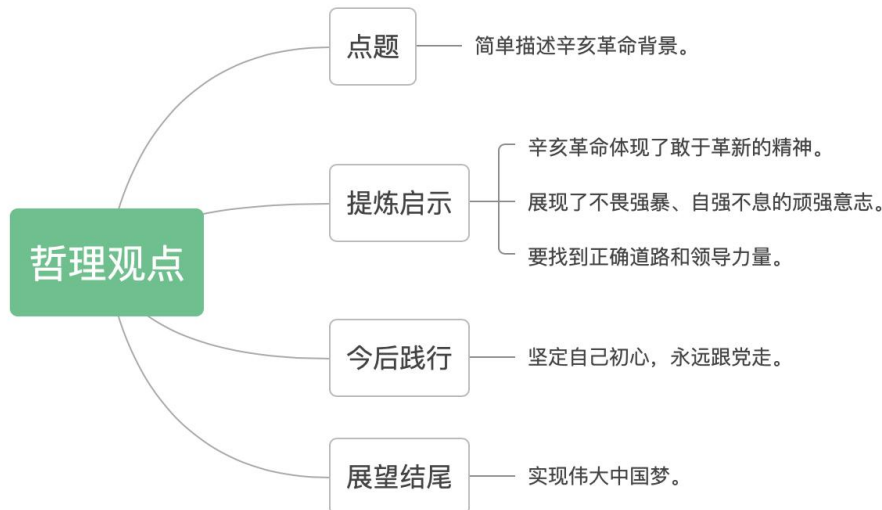 哲理观点
点题
简单描述辛亥革命背景。
提炼启示
辛亥革命体现了敢于革新的精神。
展现了不畏强暴、自强不息的顽强意志。
要找到正确道路和领导力量。
今后践行
坚定自己初心，永远跟党走。
展望结尾
实现伟大中国梦。